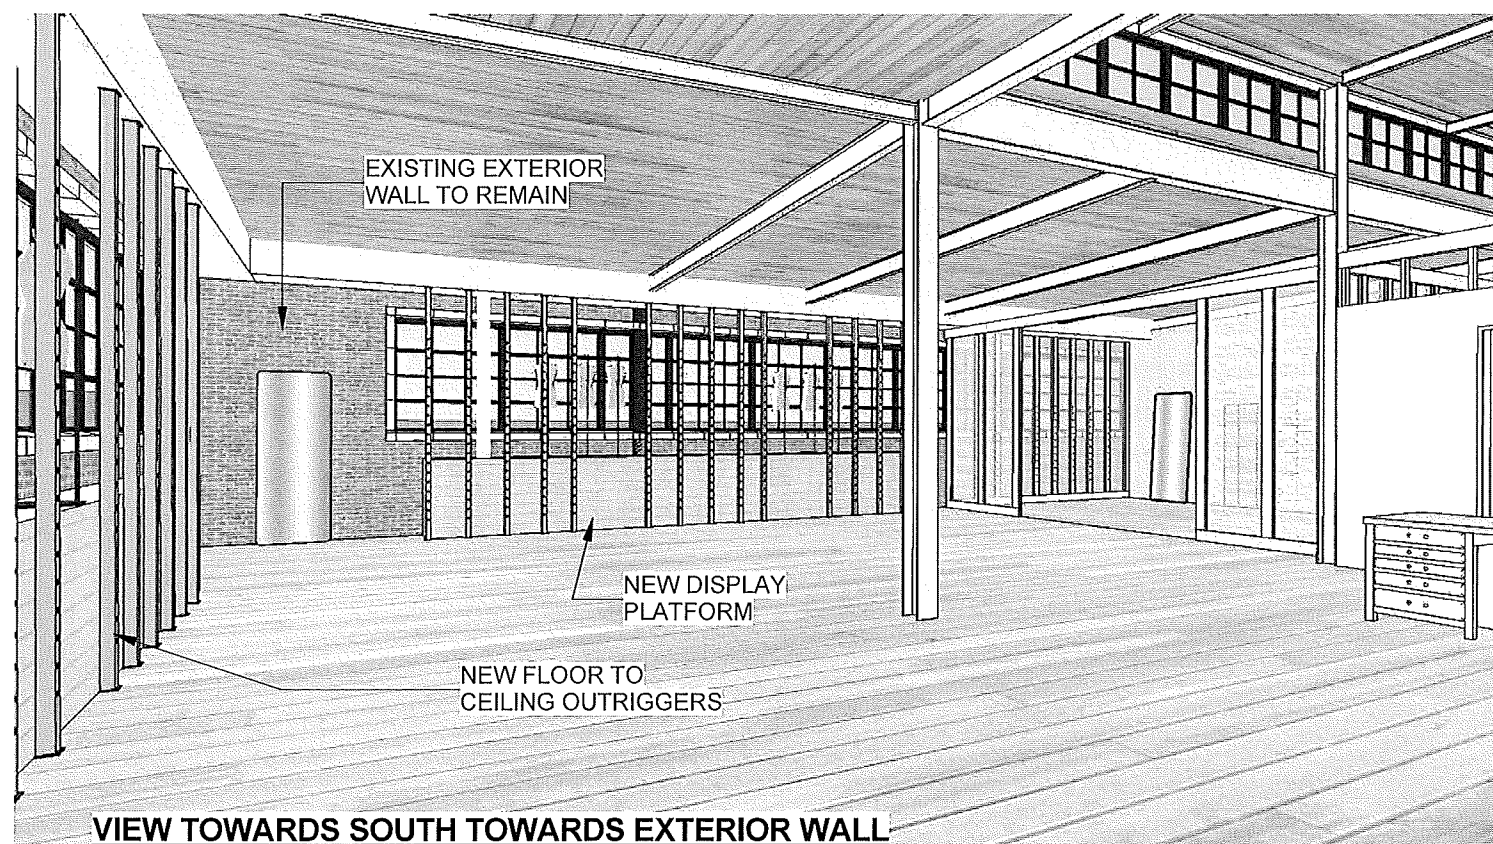 EXISTING EXTERIOR
WALL TO REMAIN
NEW DISPLAY
PLATFORM
NEW FLOOR TO
CEILING OUTRIGGERS
VIEW TOWARDS SOUTH TOWARDS EXTERIOR WALL